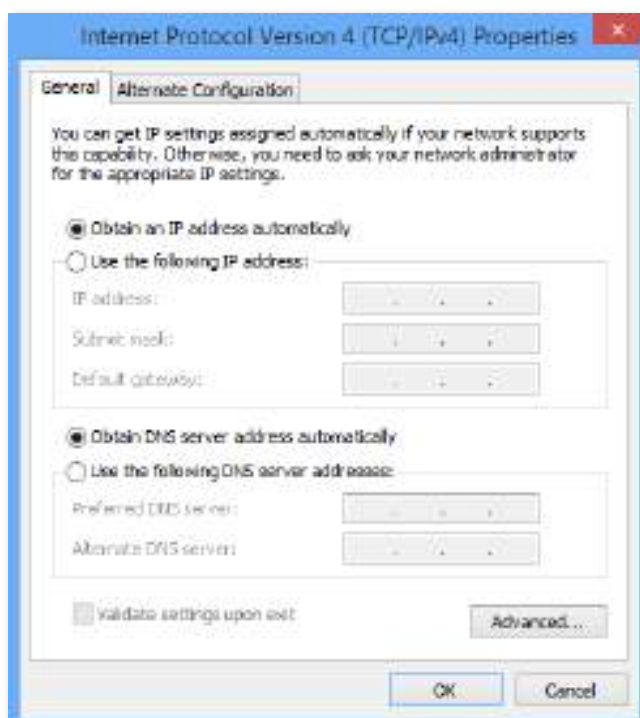 Internet Protocol Version 4 (TCP/IPv4) Properties
General
Alternate Configuration
You can get IP settings assigned automatically if your network supports
this capability. Otherwise, you need to ask your network administrator
for the appropriate IP settings.
Obtain an IP address automatically
Use the following IP address:
IP address:
Subnet mask:
Default gateway:
Obtain DNS server address automatically
Use the following DNS server addresses:
Preferred DNS server:
Alternate DNS server:
Validate settings upon exit
Advanced...
OK
Cancel